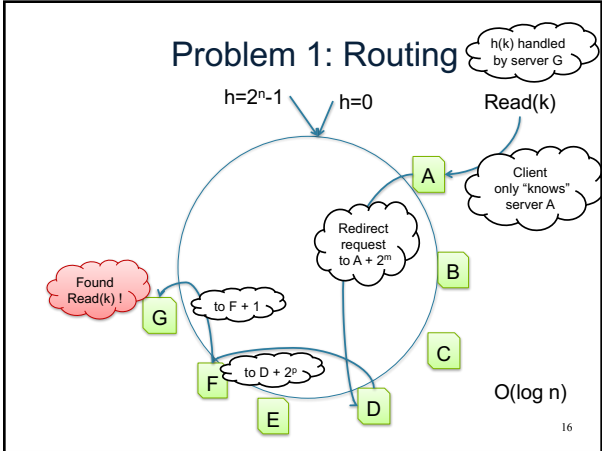 Problem 1: Routing
h(k) handled
by server G
h=2ⁿ-1
h=0
Read(k)
A
Client
only “knows”
server A
Redirect
request
to A + 2ᵐ
B
Found
Read(k) !
to F + 1
G
C
to D + 2ᵖ
F
D
E
O(log n)
16